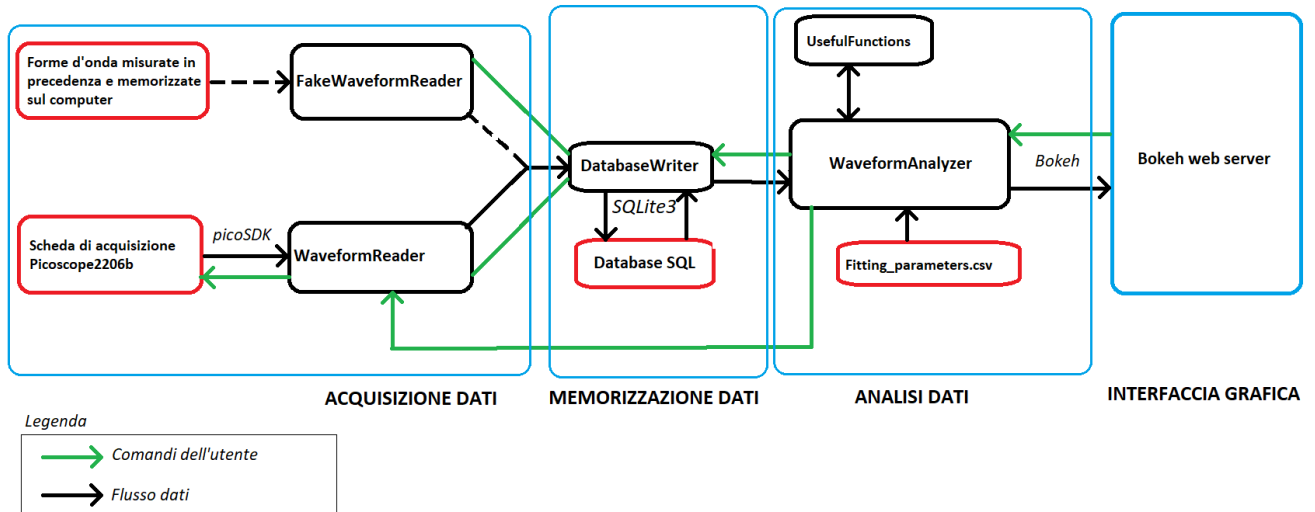 Forme d'onda misurate in
precedenza e memorizzate
sul computer
FakeWaveformReader
UsefulFunctions
DatabaseWriter
WaveformAnalyzer
Bokeh
Bokeh web server
SQLite3
Scheda di acquisizione
Picoscope2206b
picoSDK
WaveformReader
Database SQL
Fitting_parameters.csv
ACQUISIZIONE DATI
MEMORIZZAZIONE DATI
ANALISI DATI
INTERFACCIA GRAFICA
Legenda
Comandi dell'utente
Flusso dati